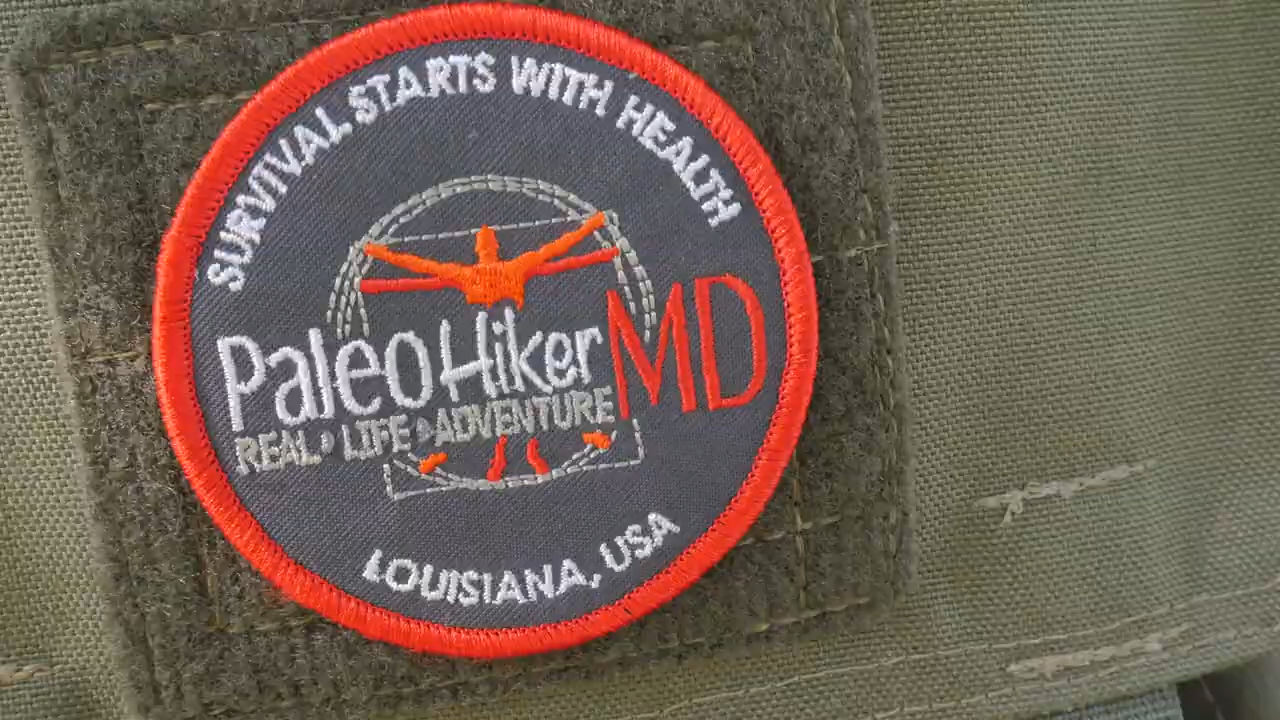 SURVIVAL STARTS WITH HEALTH
PaleoHikerMD
REAL LIFE ADVENTURE
LOUISIANA, USA